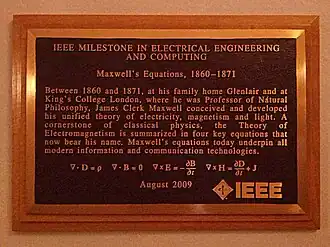 IEEE MILESTONE IN ELECTRICAL ENGINEERING
AND COMPUTING
Maxwell's Equations, 1860–1871
Between 1860 and 1871, at his family home Glenlair and at
King's College London, where he was Professor of Natural
Philosophy, James Clerk Maxwell conceived and developed
his unified theory of electricity, magnetism and light. A
cornerstone of classical physics, the Theory of
Electromagnetism is summarized in four key equations that
now bear his name. Maxwell's equations today underpin all
modern information and communication technologies.
∇·D=ρ ∇·B=0 ∇×E=−∂B/∂t ∇×H=∂D/∂t+J
August 2009
IEEE